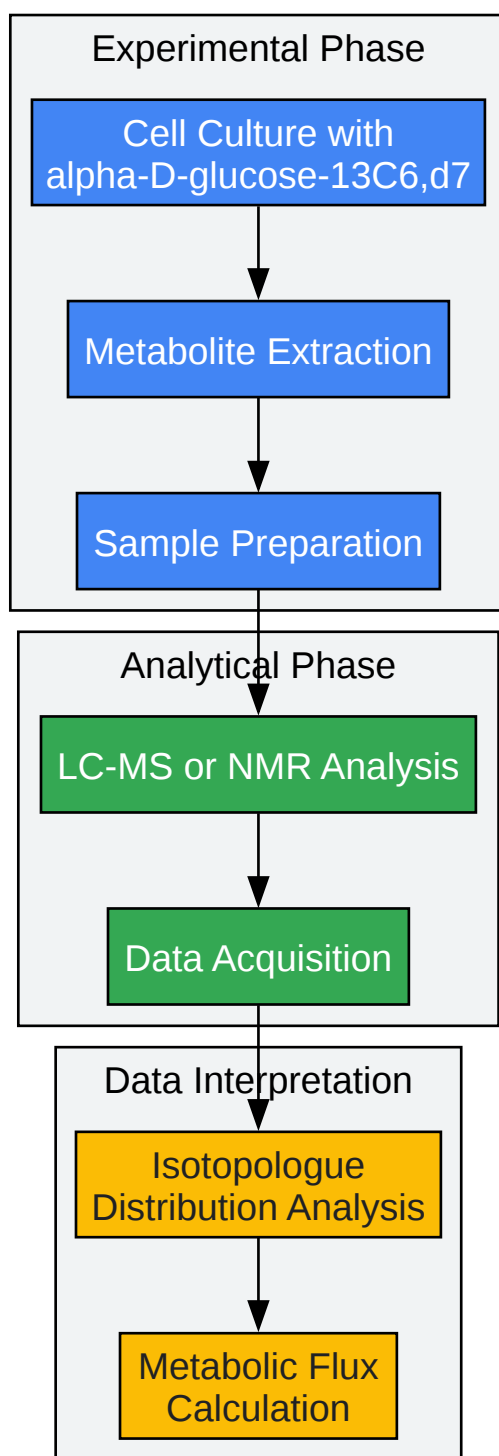 Experimental Phase
Cell Culture with
alpha-D-glucose-13C6,d7
Metabolite Extraction
Sample Preparation
Analytical Phase
LC-MS or NMR Analysis
Data Acquisition
Data Interpretation
Isotopologue
Distribution Analysis
Metabolic Flux
Calculation